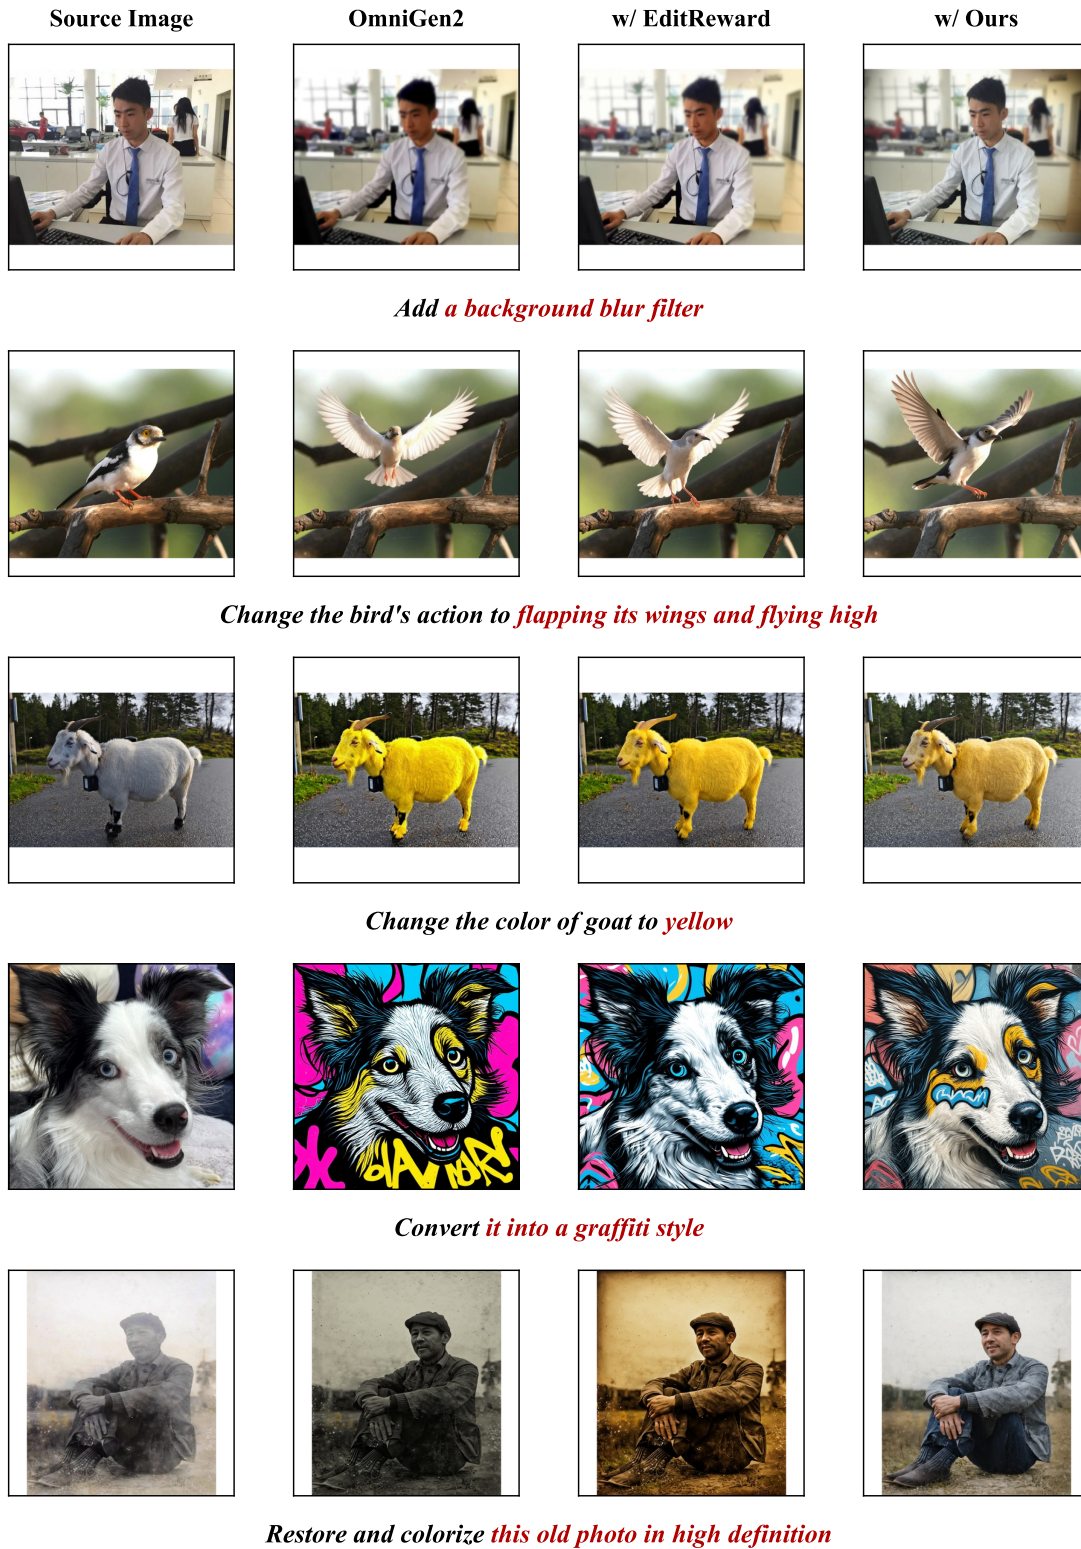 Source Image OmniGen2 w/ EditReward w/ Ours
Add a background blur filter
Change the bird's action to flapping its wings and flying high
Change the color of goat to yellow
Convert it into a graffiti style
Restore and colorize this old photo in high definition